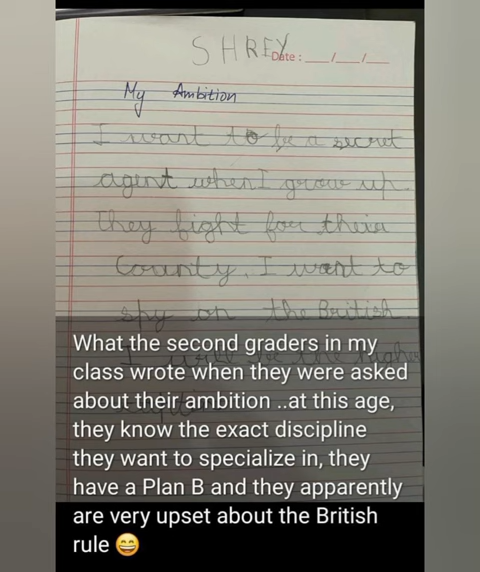 SHREY
Date : ___/___/___
My Ambition
I want to be a secret
agent when I grow up.
They fight for their
County. I want to
spy on the British.
I will be the
What the second graders in my
class wrote when they were asked
about their ambition ..at this age,
they know the exact discipline
they want to specialize in, they
have a Plan B and they apparently
are very upset about the British
rule 😄